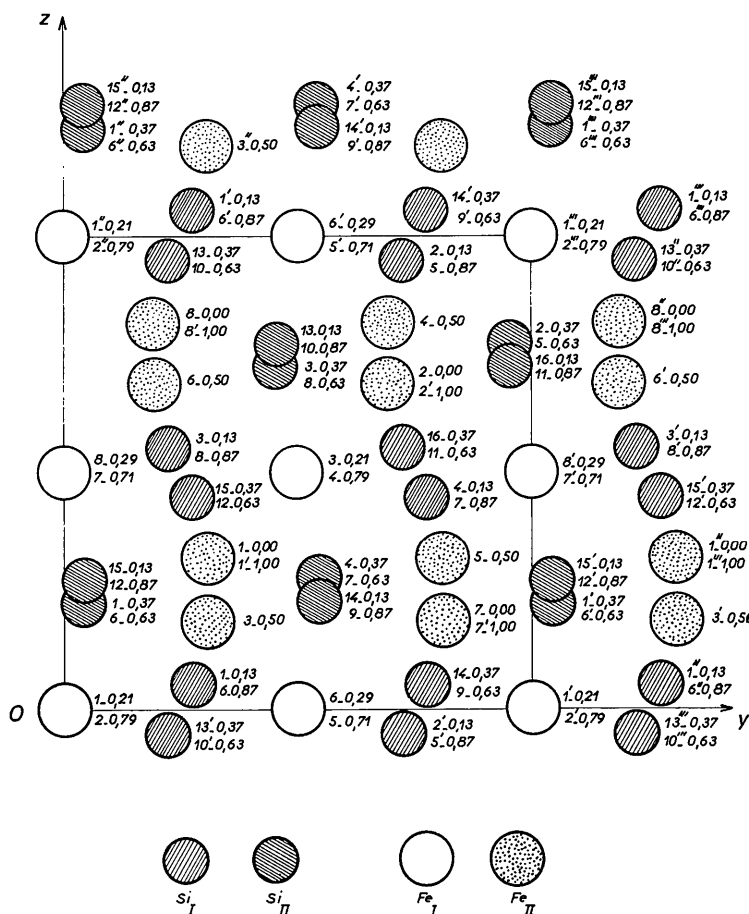 z
15″_0,13 4′_0,37 15‴_0,13
12″_0,87 7′_0,63 12‴_0,87
1″_0,37 14′_0,13 1‴_0,37
6″_0,63 9′_0,87 6‴_0,63
3″_0,50
1′_0,13 14′_0,37 1‴_0,13
6′_0,87 9′_0,63 6‴_0,87
1″_0,21 6′_0,29 1‴_0,21
2″_0,79 5′_0,71 2‴_0,79
13_0,37 2_0,13 13″_0,37
10_0,63 5_0,87 10″_0,63
8_0,00 4_0,50 8″_0,00
8′_1,00 8‴_1,00
13_0,13 2_0,37
10_0,87 5_0,63
3_0,37 16_0,13
8_0,63 11_0,87
6_0,50 2_0,00 6′_0,50
2′_1,00
3_0,13 16_0,37 3′_0,13
8_0,87 11_0,63 8′_0,87
8_0,29 3_0,21 8′_0,29
7_0,71 4_0,79 7′_0,71
15_0,37 4_0,13 15′_0,37
12_0,63 7_0,87 12′_0,63
1_0,00 5_0,50 1″_0,00
1′_1,00 1‴_1,00
15_0,13 4_0,37 15′_0,13
12_0,87 7_0,63 12′_0,87
1_0,37 14_0,13 1′_0,37
6_0,63 9_0,87 6′_0,63
3_0,50 7_0,00
7′_1,00
1_0,13 14_0,37 1″_0,13
6_0,87 9_0,63 6″_0,87
O 1_0,21 6_0,29 1′_0,21 y
2_0,79 5_0,71 2′_0,79
13′_0,37 2′_0,13 13‴_0,37
10′_0,63 5′_0,87 10‴_0,63
Si I Si II Fe I Fe II